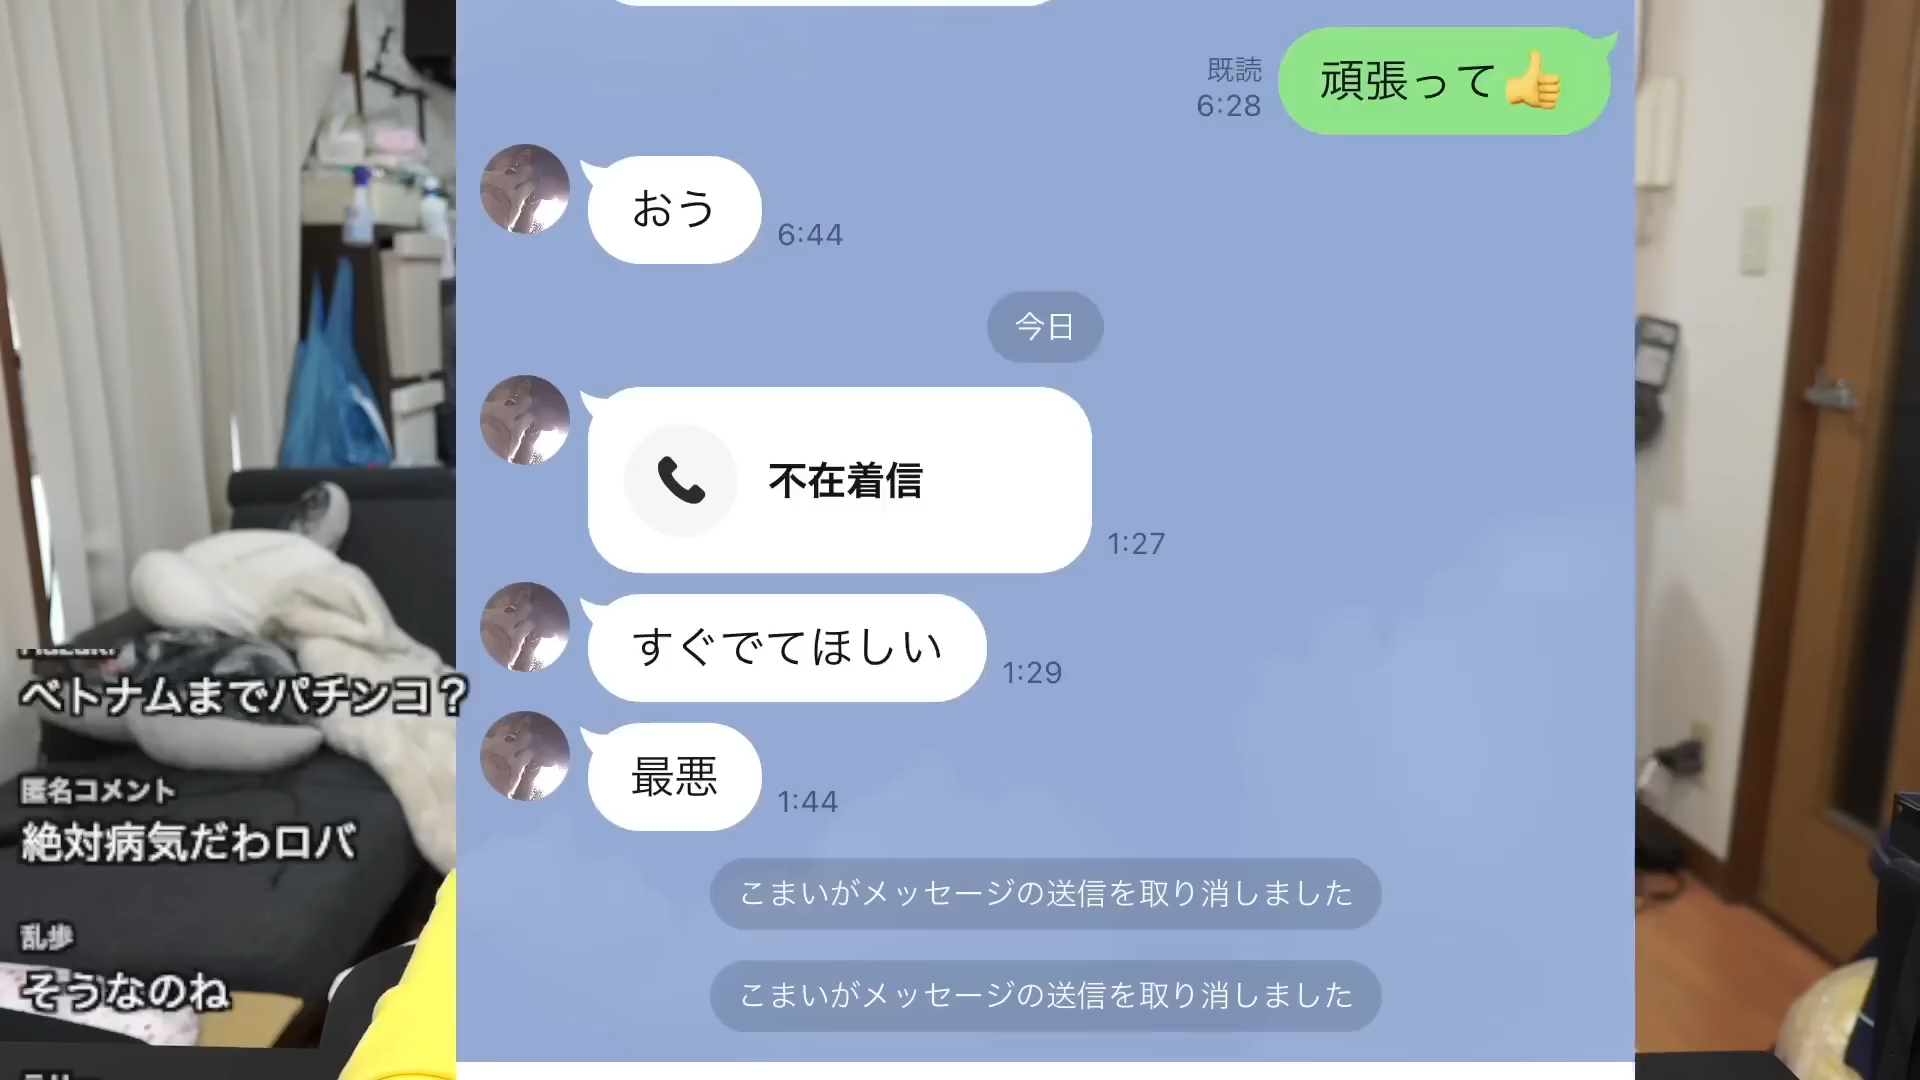 既読
6:28
頑張って👍
おう
6:44
今日
不在着信
1:27
すぐでてほしい
1:29
最悪
1:44
こまいがメッセージの送信を取り消しました
こまいがメッセージの送信を取り消しました
ベトナムまでパチンコ？
匿名コメント
絶対病気だわロバ
乱歩
そうなのね